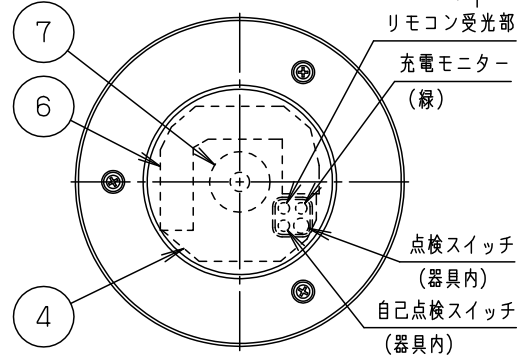 7
リモコン受光部
充電モニター
(緑)
6
点検スイッチ
(器具内)
自己点検スイッチ
(器具内)
4